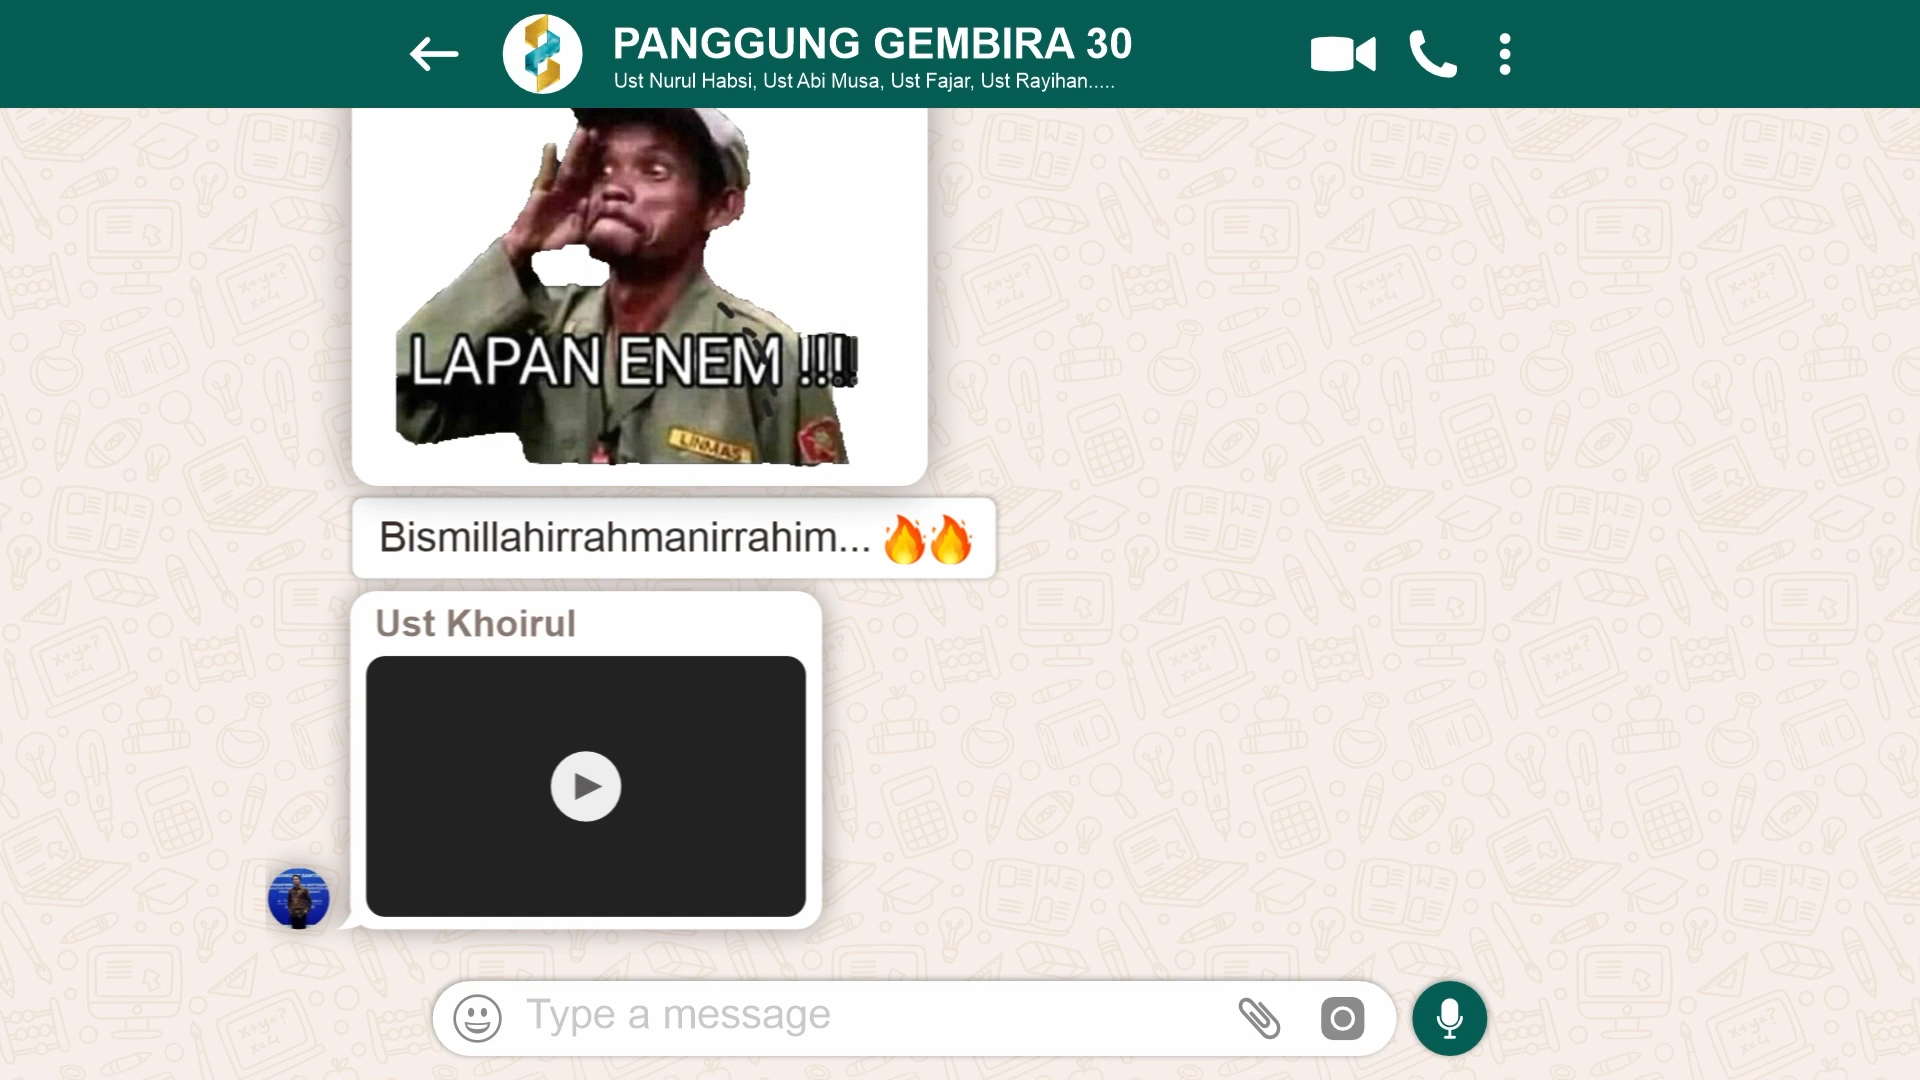 PANGGUNG GEMBIRA 30
Ust Nurul Habsi, Ust Abi Musa, Ust Fajar, Ust Rayihan.....
LAPAN ENEM !!!!
LINMAS
Bismillahirrahmanirrahim... 🔥🔥
Ust Khoirul
Type a message